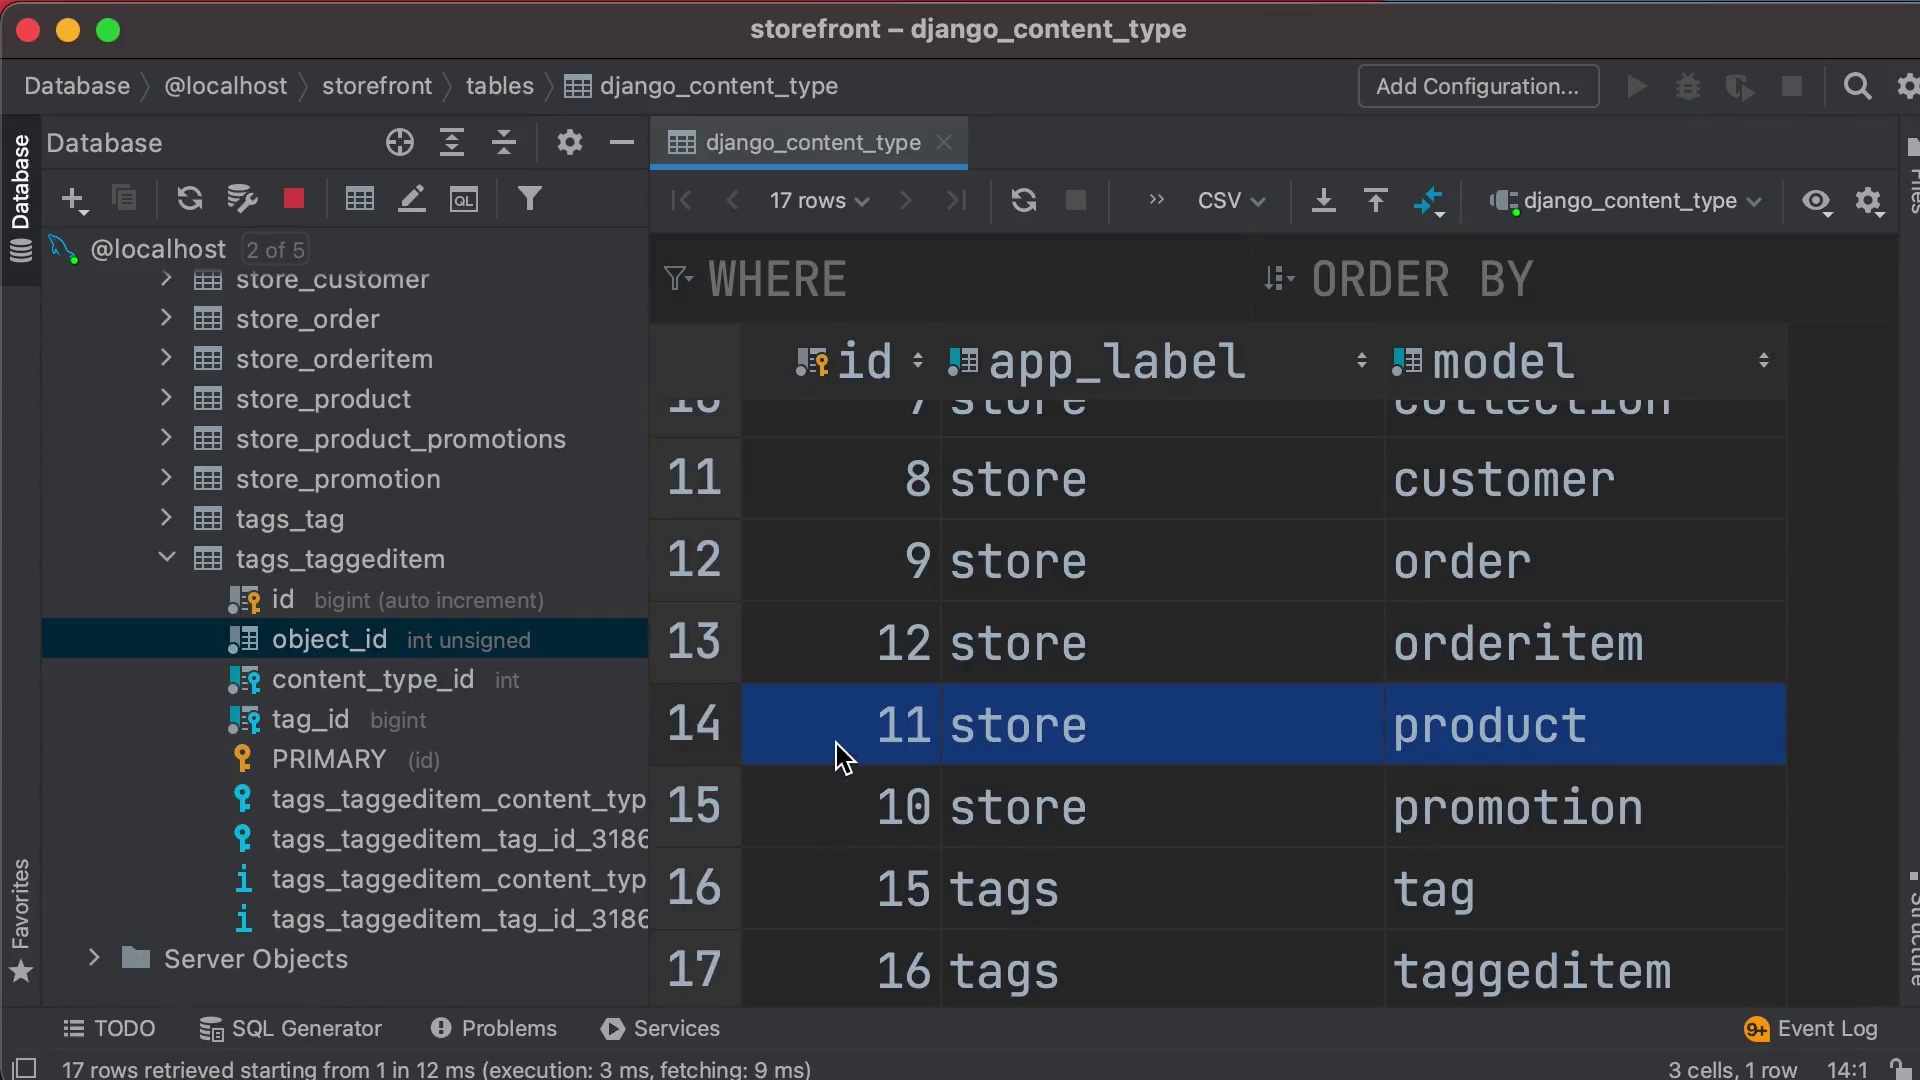 storefront – django_content_type
Database @localhost storefront tables django_content_type
Add Configuration...
Database
Database
django_content_type
17 rows
CSV
django_content_type
Files
@localhost 2 of 5
WHERE
ORDER BY
id app_label model
store_customer
store_order
store_orderitem
store_product
store_product_promotions
store_promotion
tags_tag
tags_taggeditem
id bigint (auto increment)
object_id int unsigned
content_type_id int
tag_id bigint
PRIMARY (id)
tags_taggeditem_content_typ
tags_taggeditem_tag_id_3186
tags_taggeditem_content_typ
tags_taggeditem_tag_id_3186
Server Objects
10 7 store collection
11 8 store customer
12 9 store order
13 12 store orderitem
14 11 store product
15 10 store promotion
16 15 tags tag
17 16 tags taggeditem
Favorites
Structure
TODO SQL Generator Problems Services
9+ Event Log
17 rows retrieved starting from 1 in 12 ms (execution: 3 ms, fetching: 9 ms)
3 cells, 1 row 14:1